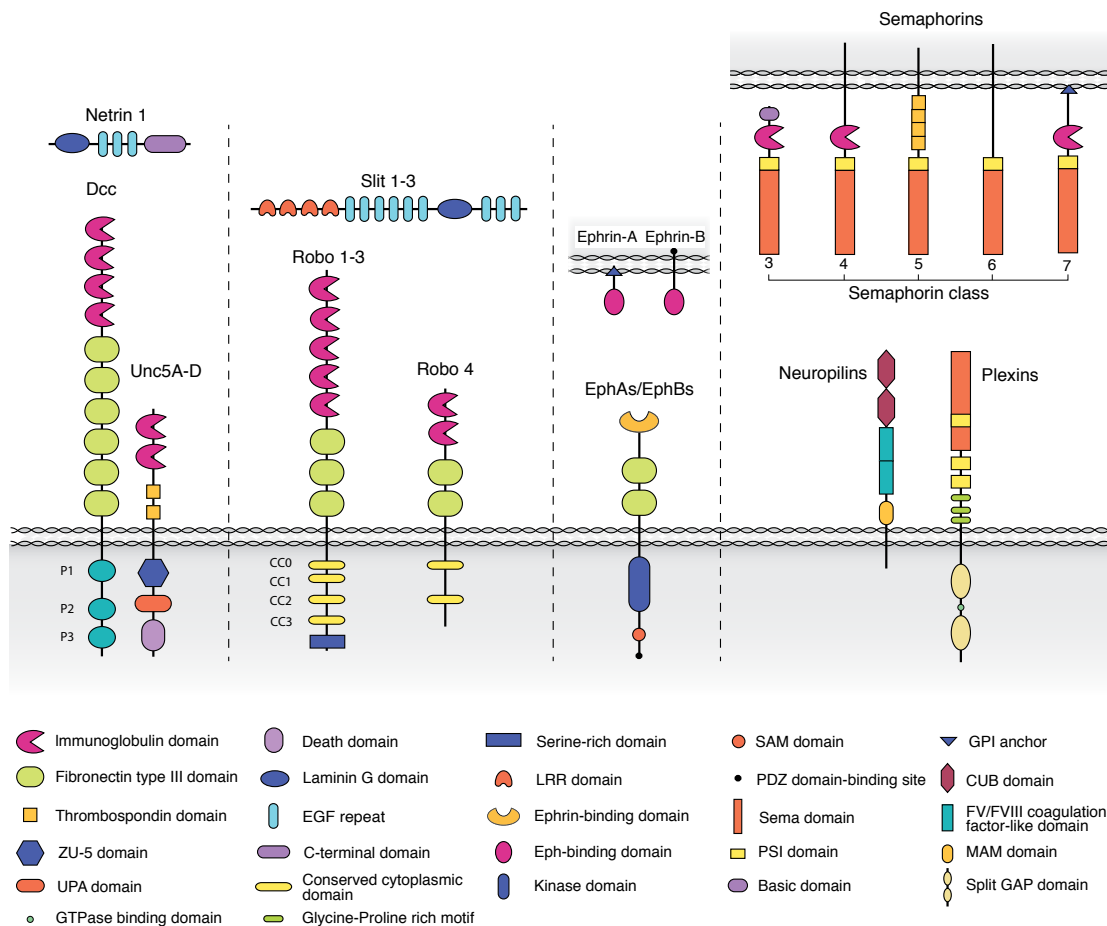 Semaphorins
Netrin 1
Dcc
Slit 1-3
Ephrin-A Ephrin-B
Robo 1-3
3 4 5 6 7
Semaphorin class
Unc5A-D
Robo 4
EphAs/EphBs
Neuropilins
Plexins
P1
P2
P3
CC0
CC1
CC2
CC3
Immunoglobulin domain
Fibronectin type III domain
Thrombospondin domain
ZU-5 domain
UPA domain
GTPase binding domain
Death domain
Laminin G domain
EGF repeat
C-terminal domain
Conserved cytoplasmic
domain
Glycine-Proline rich motif
Serine-rich domain
LRR domain
Ephrin-binding domain
Eph-binding domain
Kinase domain
SAM domain
PDZ domain-binding site
Sema domain
PSI domain
Basic domain
GPI anchor
CUB domain
FV/FVIII coagulation
factor-like domain
MAM domain
Split GAP domain